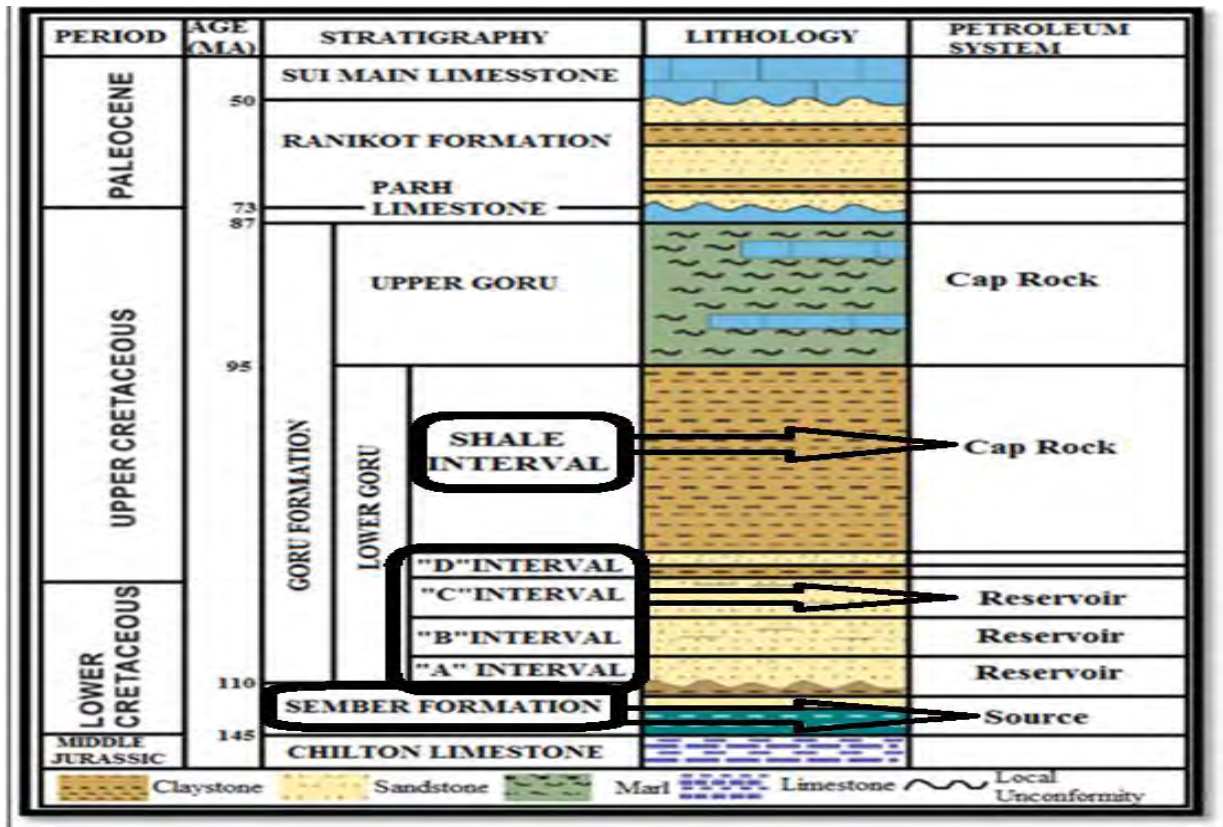 PERIOD
AGE
(MA)
STRATIGRAPHY
LITHOLOGY
PETROLEUM
SYSTEM
PALEOCENE
UPPER CRETACEOUS
LOWER
CRETACEOUS
MIDDLE
JURASSIC
50
73
87
95
110
145
SUI MAIN LIMESSTONE
RANIKOT FORMATION
PARH
LIMESTONE
GORU FORMATION
UPPER GORU
LOWER GORU
SHALE
INTERVAL
"D"INTERVAL
"C"INTERVAL
"B"INTERVAL
"A" INTERVAL
SEMBER FORMATION
CHILTON LIMESTONE
Cap Rock
Cap Rock
Reservoir
Reservoir
Reservoir
Source
Claystone
Sandstone
Marl
Limestone
Local
Unconformity